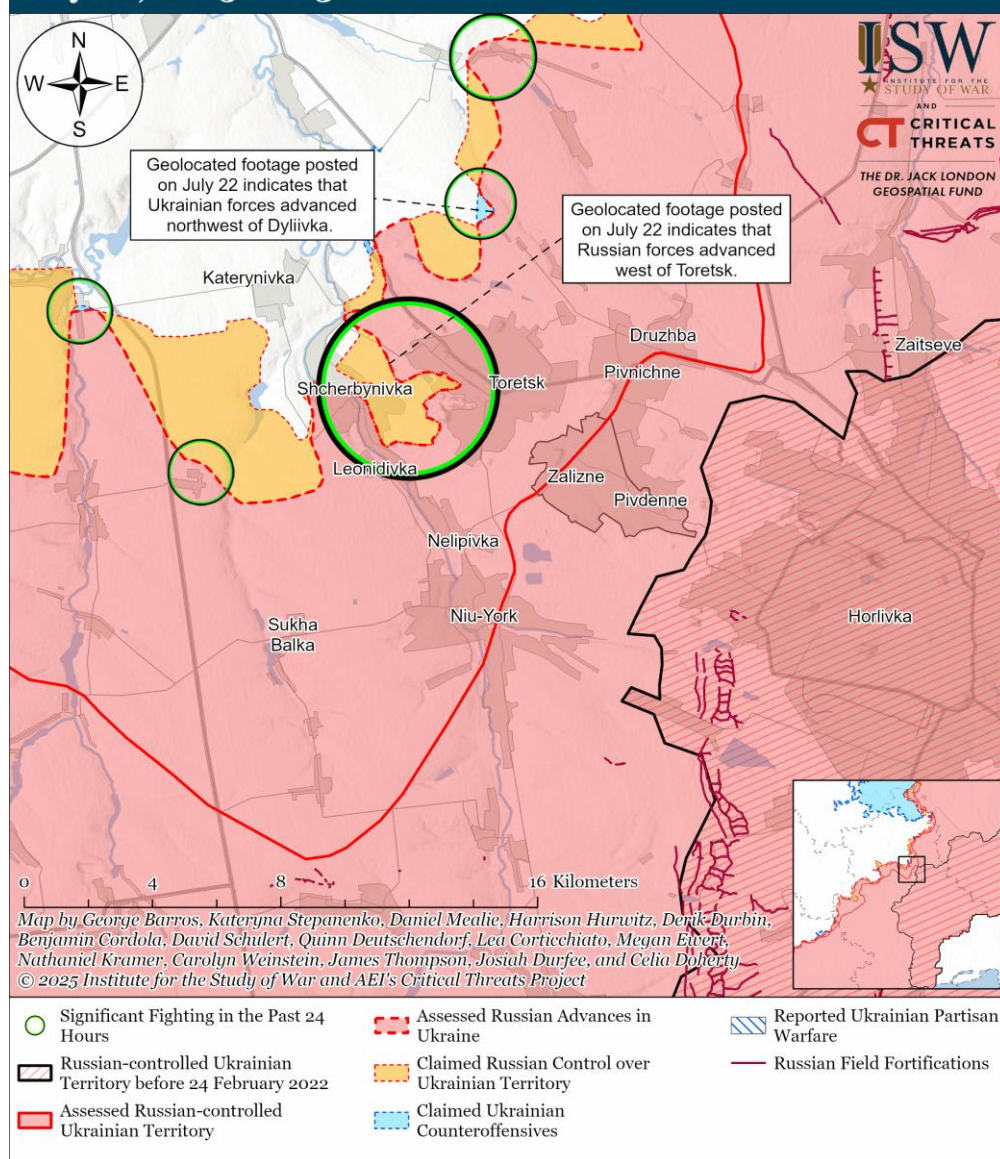 N
W E
S
ISW
INSTITUTE FOR THE
STUDY OF WAR
AND
CT CRITICAL
THREATS
THE DR. JACK LONDON
GEOSPATIAL FUND
Geolocated footage posted
on July 22 indicates that
Ukrainian forces advanced
northwest of Dyliivka.
Geolocated footage posted
on July 22 indicates that
Russian forces advanced
west of Toretsk.
Katerynivka
Druzhba
Zaitseve
Pivnichne
Shcherbynivka
Toretsk
Leonidivka
Zalizne
Pivdenne
Nelipivka
Niu-York
Horlivka
Sukha
Balka
0 4 8 16 Kilometers
Map by George Barros, Kateryna Stepanenko, Daniel Mealie, Harrison Hurwitz, Derik Durbin,
Benjamin Cordola, David Schulert, Quinn Deutschendorf, Lea Corticchiato, Megan Ewert,
Nathaniel Kramer, Carolyn Weinstein, James Thompson, Josiah Durfee, and Celia Doherty
© 2025 Institute for the Study of War and AEI's Critical Threats Project
Significant Fighting in the Past 24
Hours
Russian-controlled Ukrainian
Territory before 24 February 2022
Assessed Russian-controlled
Ukrainian Territory
Assessed Russian Advances in
Ukraine
Claimed Russian Control over
Ukrainian Territory
Claimed Ukrainian
Counteroffensives
Reported Ukrainian Partisan
Warfare
Russian Field Fortifications